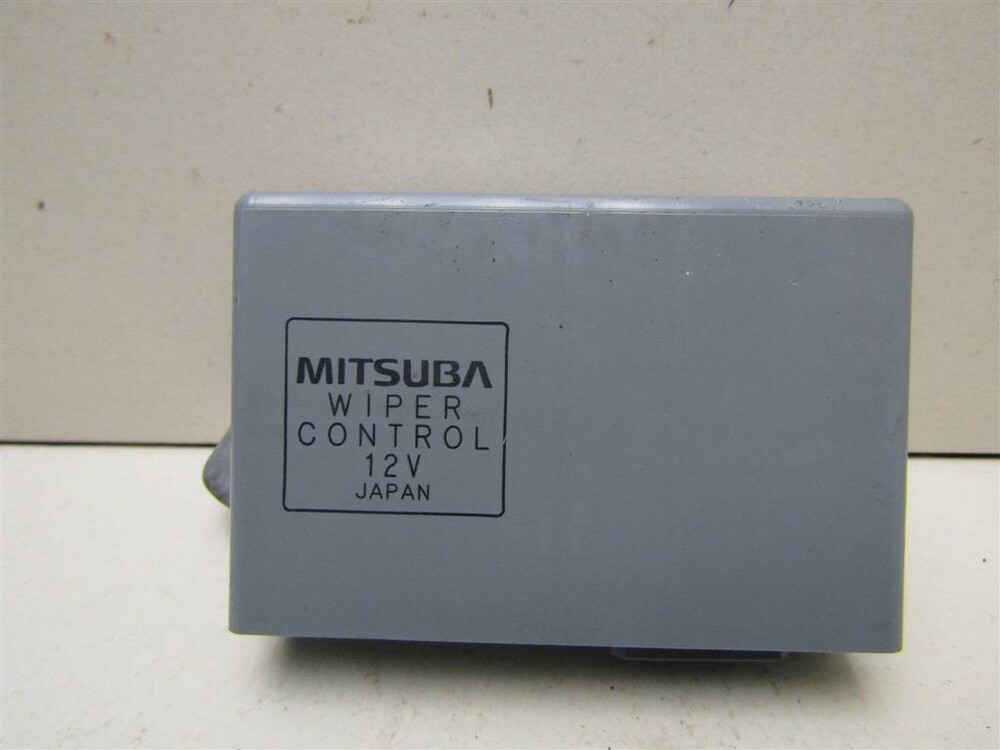 MITSUBA
WIPER
CONTROL
12V
JAPAN